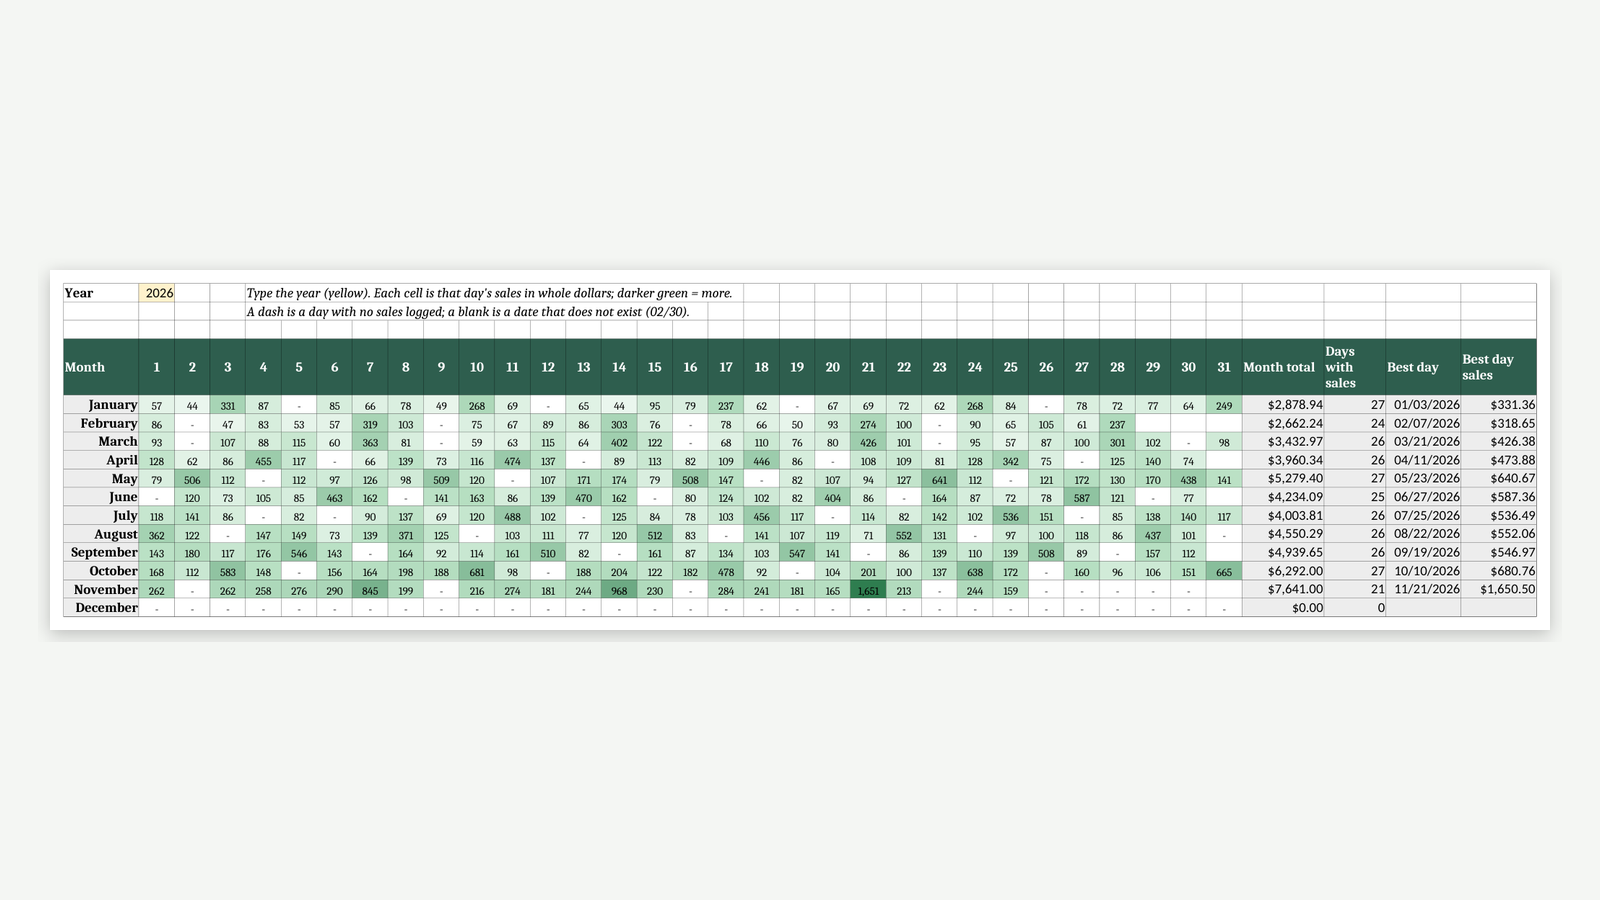 Year 2026 Type the year (yellow). Each cell is that day's sales in whole dollars; darker green = more.
A dash is a day with no sales logged; a blank is a date that does not exist (02/30).
Month 1 2 3 4 5 6 7 8 9 10 11 12 13 14 15 16 17 18 19 20 21 22 23 24 25 26 27 28 29 30 31 Month total Days with sales Best day Best day sales
January 57 44 331 87 - 85 66 78 49 268 69 - 65 44 95 79 237 62 - 67 69 72 62 268 84 - 78 72 77 64 249 $2,878.94 27 01/03/2026 $331.36
February 86 - 47 83 53 57 319 103 - 75 67 89 86 303 76 - 78 66 50 93 274 100 - 90 65 105 61 237 $2,662.24 24 02/07/2026 $318.65
March 93 - 107 88 115 60 363 81 - 59 63 115 64 402 122 - 68 110 76 80 426 101 - 95 57 87 100 301 102 - 98 $3,432.97 26 03/21/2026 $426.38
April 128 62 86 455 117 - 66 139 73 116 474 137 - 89 113 82 109 446 86 - 108 109 81 128 342 75 - 125 140 74 $3,960.34 26 04/11/2026 $473.88
May 79 506 112 - 112 97 126 98 509 120 - 107 171 174 79 508 147 - 82 107 94 127 641 112 - 121 172 130 170 438 141 $5,279.40 27 05/23/2026 $640.67
June - 120 73 105 85 463 162 - 141 163 86 139 470 162 - 80 124 102 82 404 86 - 164 87 72 78 587 121 - 77 $4,234.09 25 06/27/2026 $587.36
July 118 141 86 - 82 - 90 137 69 120 488 102 - 125 84 78 103 456 117 - 114 82 142 102 536 151 - 85 138 140 117 $4,003.81 26 07/25/2026 $536.49
August 362 122 - 147 149 73 139 371 125 - 103 111 77 120 512 83 - 141 107 119 71 552 131 - 97 100 118 86 437 101 - $4,550.29 26 08/22/2026 $552.06
September 143 180 117 176 546 143 - 164 92 114 161 510 82 - 161 87 134 103 547 141 - 86 139 110 139 508 89 - 157 112 - $4,939.65 26 09/19/2026 $546.97
October 168 112 583 148 - 156 164 198 188 681 98 - 188 204 122 182 478 92 - 104 201 100 137 638 172 - 160 96 106 151 665 $6,292.00 27 10/10/2026 $680.76
November 262 - 262 258 276 290 845 199 - 216 274 181 244 968 230 - 284 241 181 165 1,651 213 - 244 159 - - - - - - $7,641.00 21 11/21/2026 $1,650.50
December - - - - - - - - - - - - - - - - - - - - - - - - - - - - - - - $0.00 0